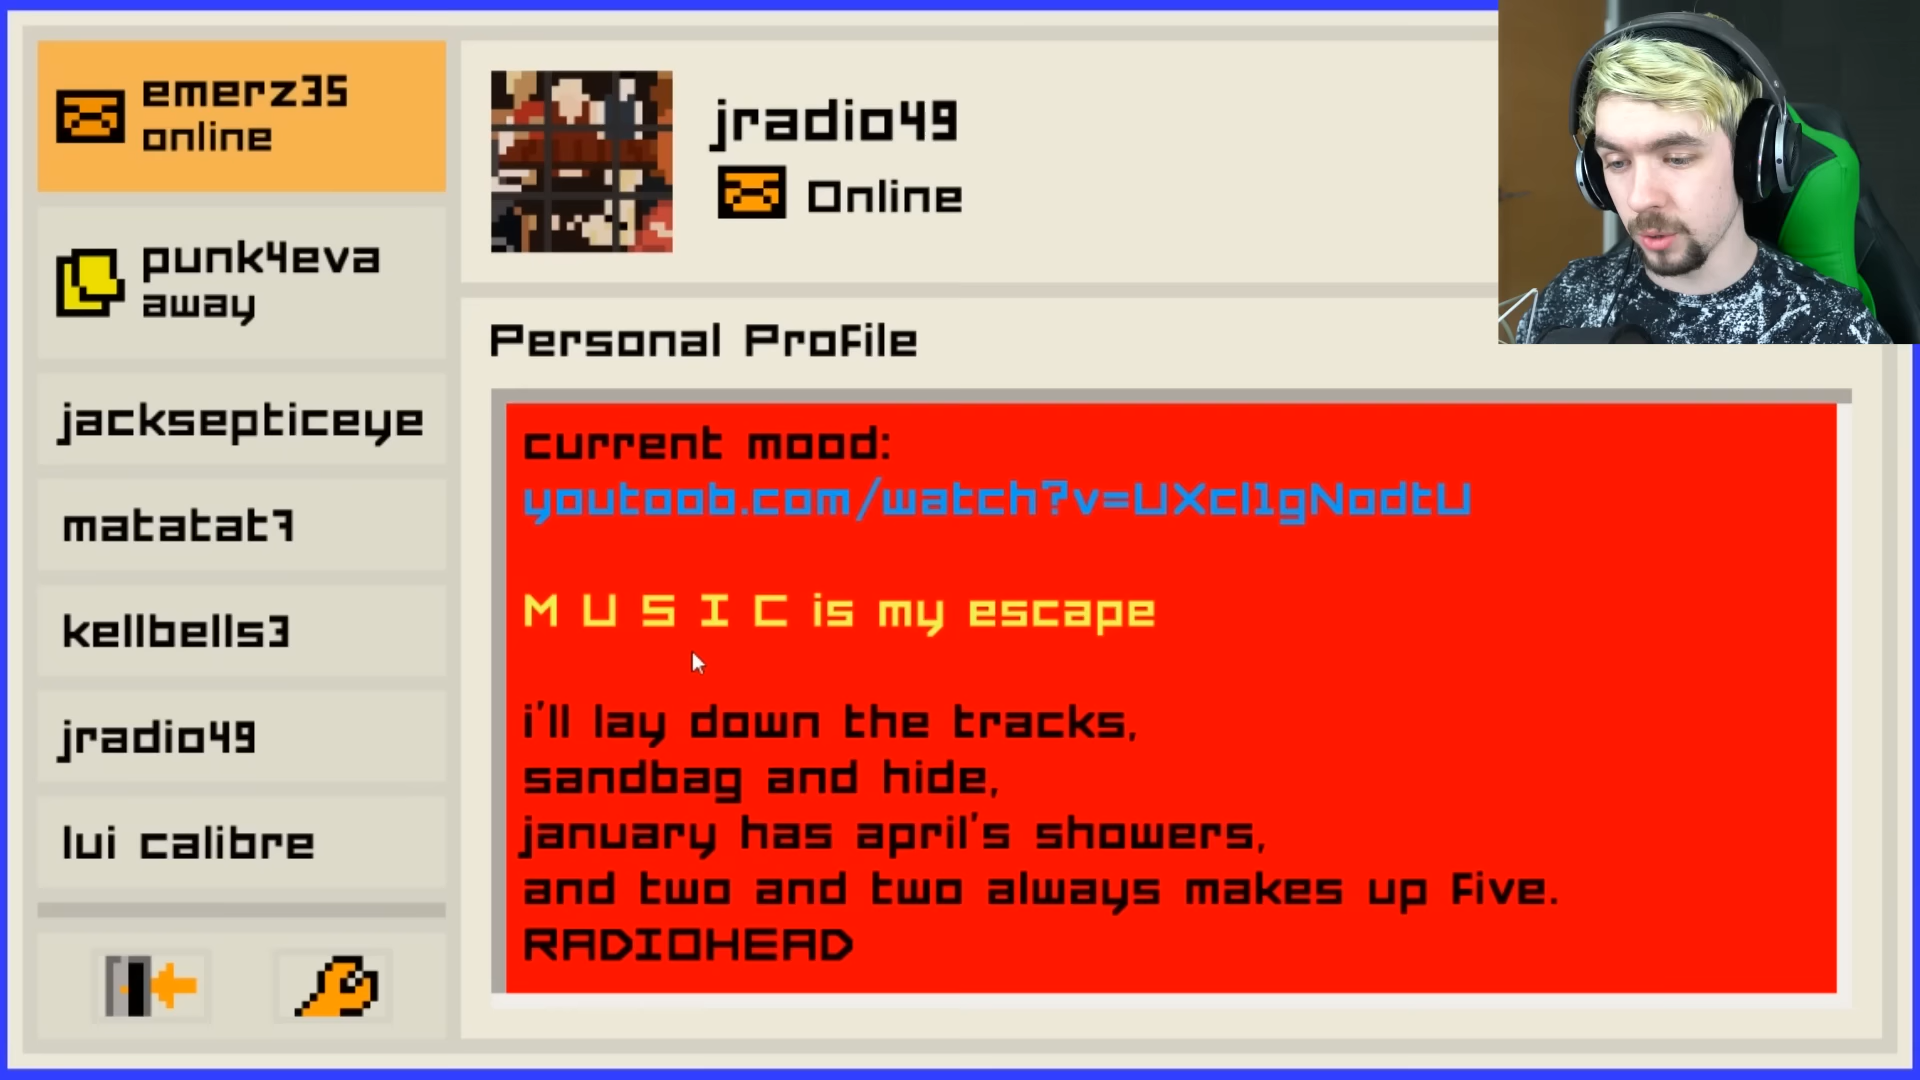 emerz35
online
punk4eva
away
jacksepticeye
matatat7
kellbells3
jradio49
lui calibre
jradio49
Online
Personal Profile
current mood:
youtoob.com/watch?v=UXcl1gNodtU
M U S I C is my escape
i'll lay down the tracks,
sandbag and hide,
january has april's showers,
and two and two always makes up five.
RADIOHEAD